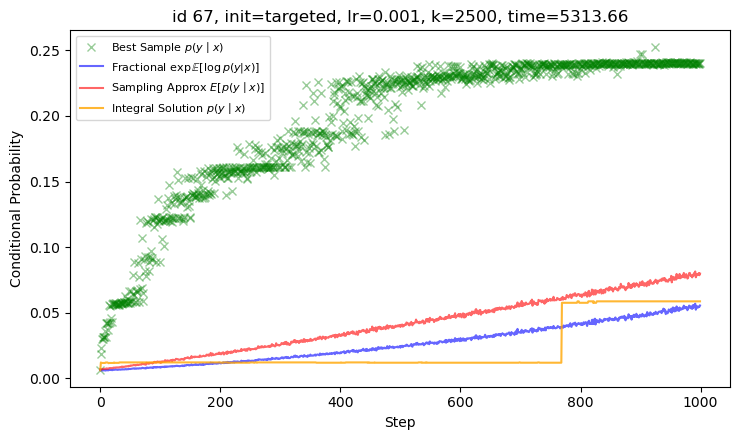 id 67, init=targeted, lr=0.001, k=2500, time=5313.66
Best Sample p(y | x)
Fractional exp𝔼[log p(y|x)]
Sampling Approx E[p(y | x)]
Integral Solution p(y | x)
Conditional Probability
0.25
0.20
0.15
0.10
0.05
0.00
0 200 400 600 800 1000
Step